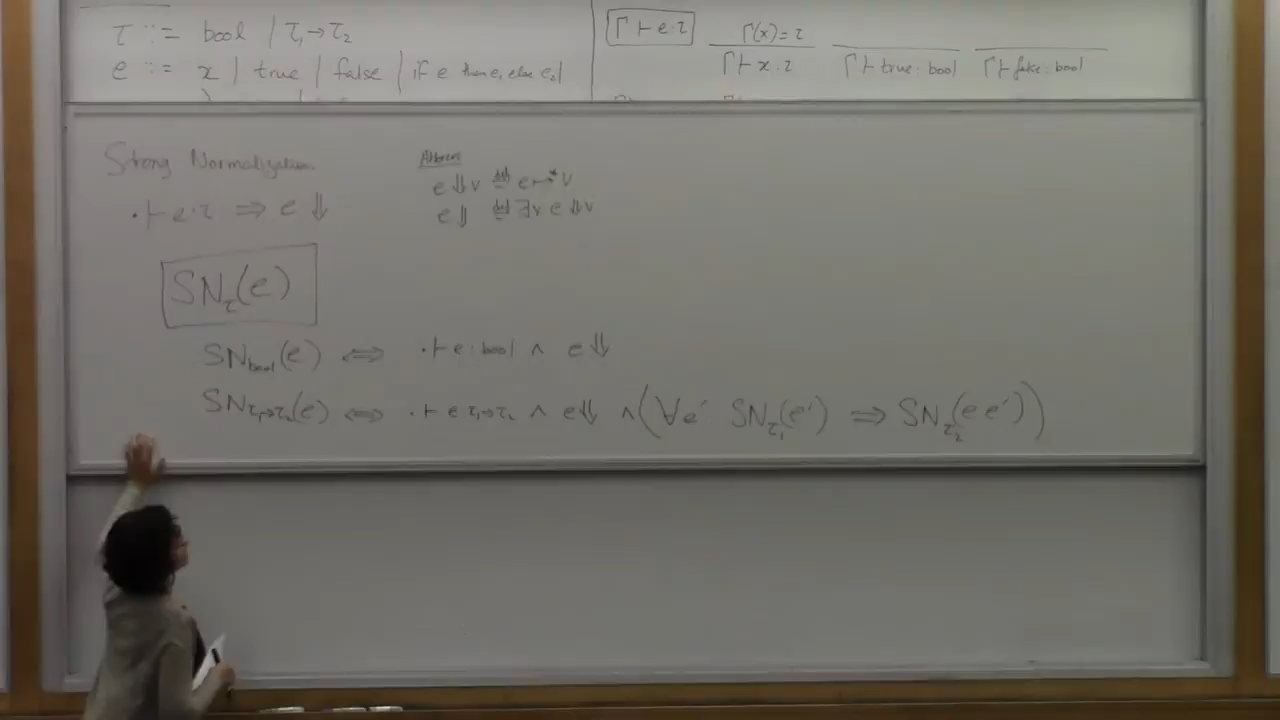 τ ::= bool | τ₁→τ₂
e ::= x | true | false | if e then e₁ else e₂ |
Γ ⊢ e : τ
Γ(x) = τ
Γ ⊢ x : τ
Γ ⊢ true : bool
Γ ⊢ false : bool
Strong Normalization
• ⊢ e : τ ⇒ e ⇓
e ⇓ v ≝ e ↦* v
e ⇓ ≝ ∃v e ⇓ v
SN_τ(e)
SN_bool(e) ⇔ • ⊢ e : bool ∧ e ⇓
SN_τ₁→τ₂(e) ⇔ • ⊢ e : τ₁→τ₂ ∧ e ⇓ ∧ (∀e′ SN_τ₁(e′) ⇒ SN_τ₂(e e′))